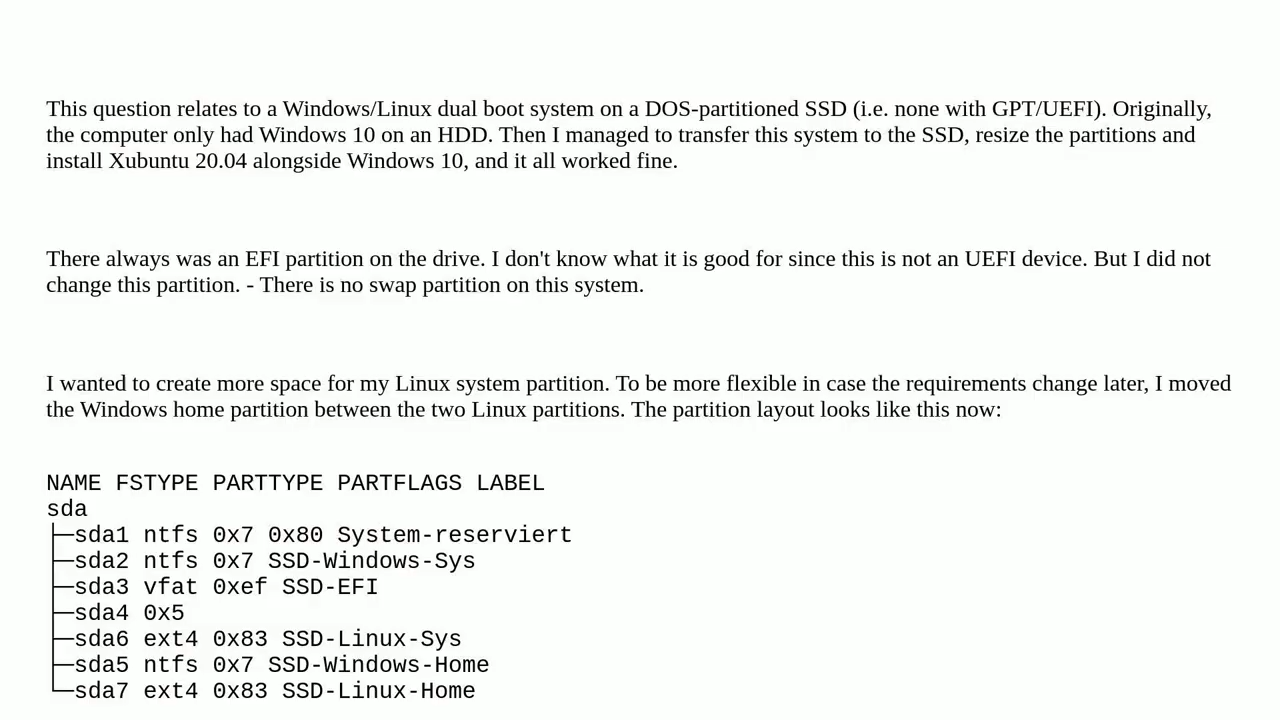 This question relates to a Windows/Linux dual boot system on a DOS-partitioned SSD (i.e. none with GPT/UEFI). Originally,
the computer only had Windows 10 on an HDD. Then I managed to transfer this system to the SSD, resize the partitions and
install Xubuntu 20.04 alongside Windows 10, and it all worked fine.
There always was an EFI partition on the drive. I don't know what it is good for since this is not an UEFI device. But I did not
change this partition. - There is no swap partition on this system.
I wanted to create more space for my Linux system partition. To be more flexible in case the requirements change later, I moved
the Windows home partition between the two Linux partitions. The partition layout looks like this now:
NAME FSTYPE PARTTYPE PARTFLAGS LABEL
sda
├─sda1 ntfs 0x7 0x80 System-reserviert
├─sda2 ntfs 0x7 SSD-Windows-Sys
├─sda3 vfat 0xef SSD-EFI
├─sda4 0x5
├─sda6 ext4 0x83 SSD-Linux-Sys
├─sda5 ntfs 0x7 SSD-Windows-Home
└─sda7 ext4 0x83 SSD-Linux-Home